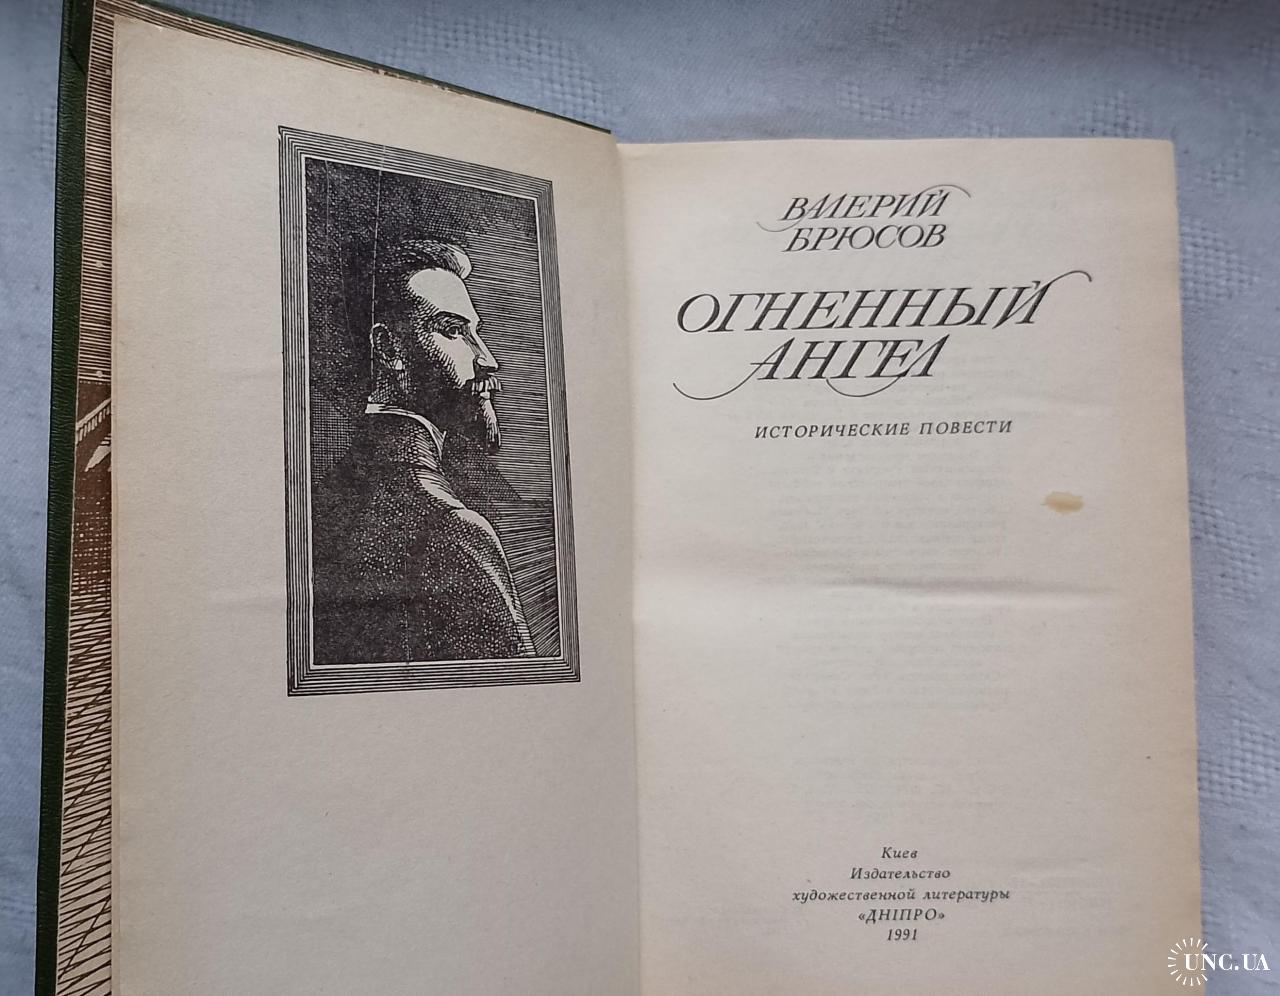 ВАЛЕРИЙ
БРЮСОВ
ОГНЕННЫЙ
АНГЕЛ
ИСТОРИЧЕСКИЕ ПОВЕСТИ
Киев
Издательство
художественной литературы
«ДНІПРО»
1991
UNC.UA